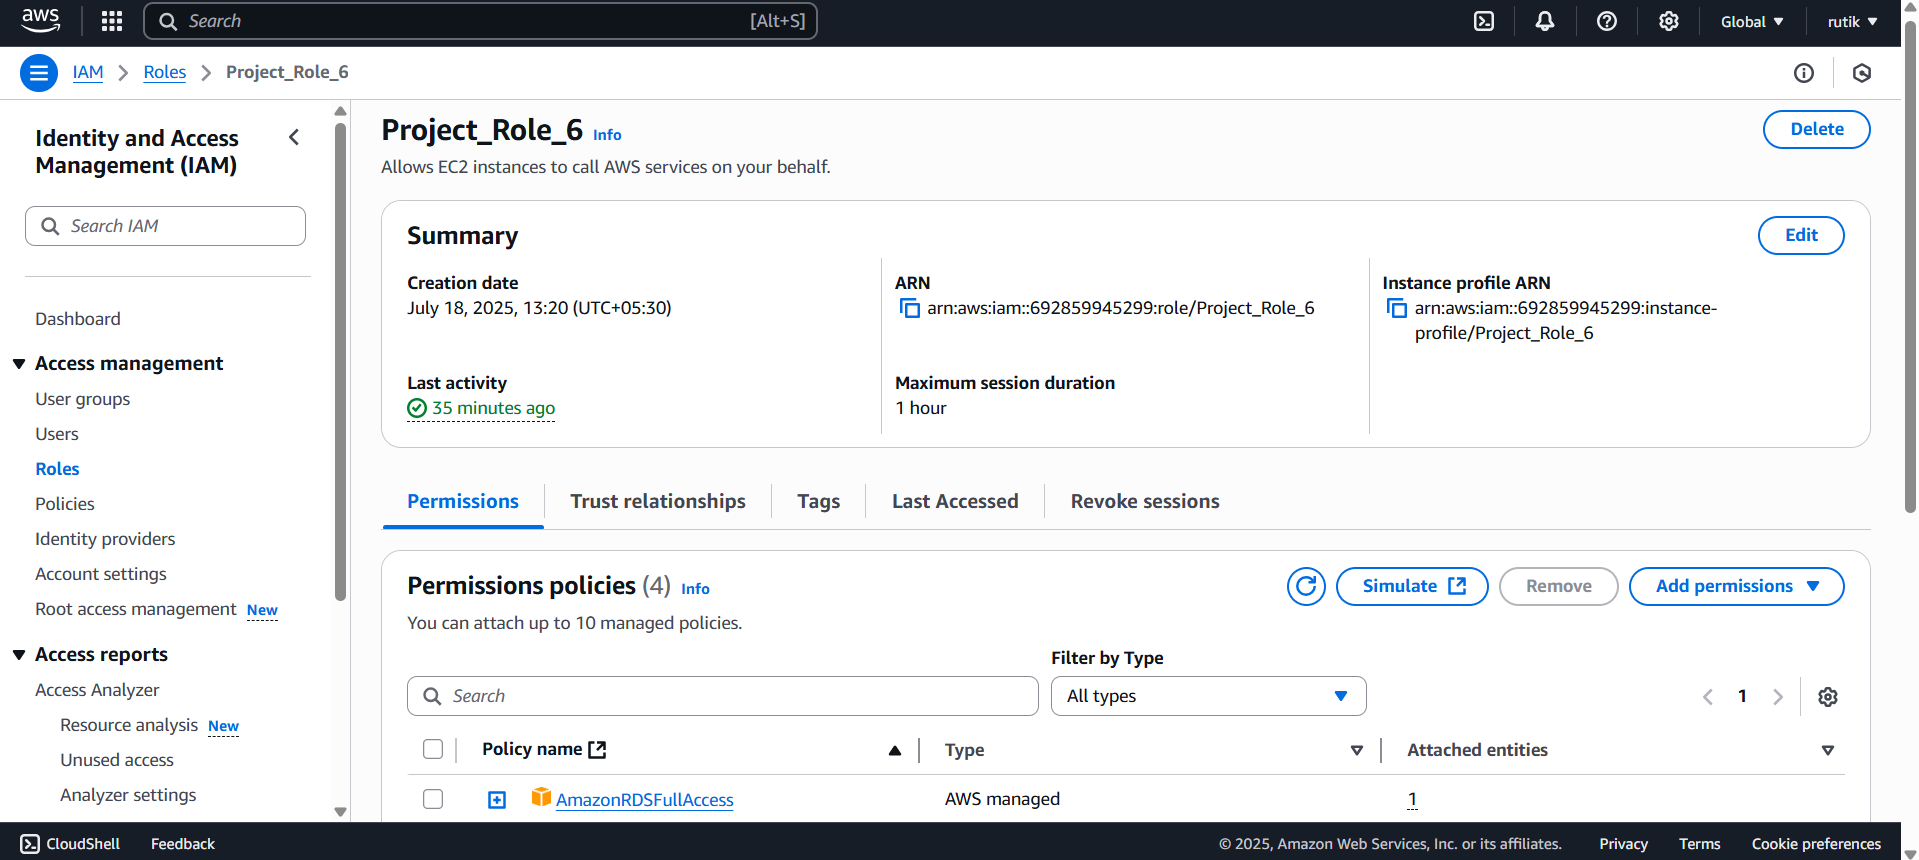 aws
Search
[Alt+S]
Global
rutik
IAM
Roles
Project_Role_6
Identity and Access
Management (IAM)
Search IAM
Dashboard
Access management
User groups
Users
Roles
Policies
Identity providers
Account settings
Root access management New
Access reports
Access Analyzer
Resource analysis New
Unused access
Analyzer settings
Project_Role_6 Info
Delete
Allows EC2 instances to call AWS services on your behalf.
Summary
Edit
Creation date
July 18, 2025, 13:20 (UTC+05:30)
ARN
arn:aws:iam::692859945299:role/Project_Role_6
Instance profile ARN
arn:aws:iam::692859945299:instance-
profile/Project_Role_6
Last activity
35 minutes ago
Maximum session duration
1 hour
Permissions
Trust relationships
Tags
Last Accessed
Revoke sessions
Permissions policies (4) Info
Simulate
Remove
Add permissions
You can attach up to 10 managed policies.
Filter by Type
Search
All types
1
Policy name
Type
Attached entities
AmazonRDSFullAccess
AWS managed
1
CloudShell
Feedback
© 2025, Amazon Web Services, Inc. or its affiliates.
Privacy
Terms
Cookie preferences